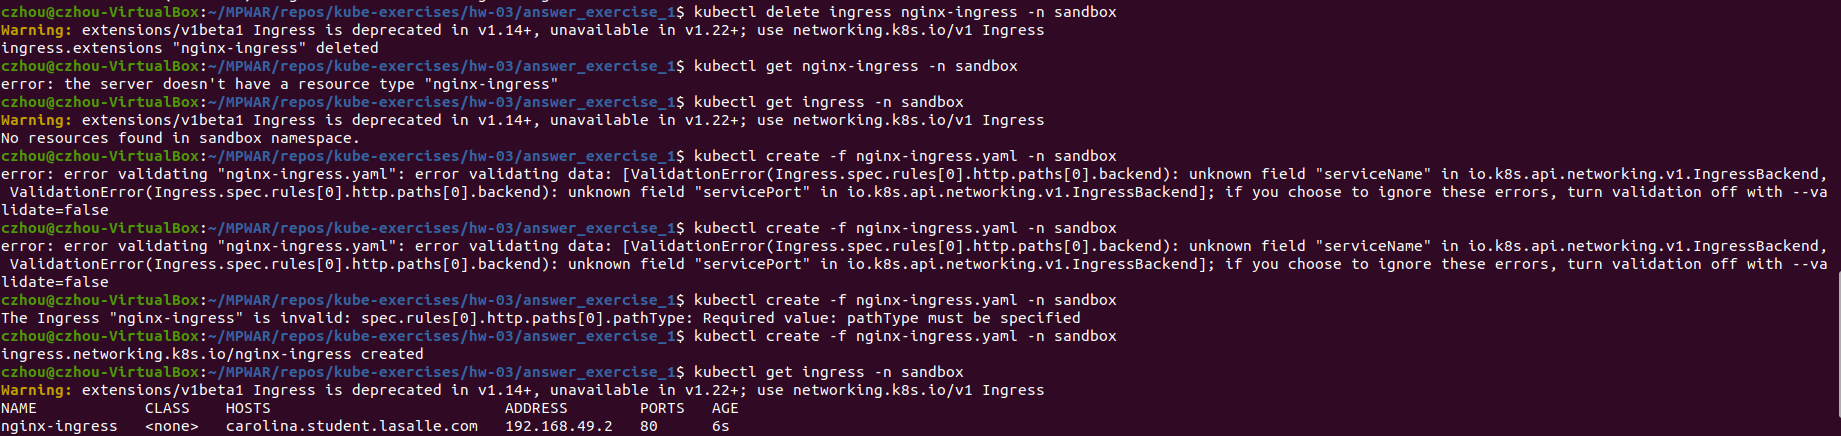 czhou@czhou-VirtualBox:~/MPWAR/repos/kube-exercises/hw-03/answer_exercise_1$ kubectl delete ingress nginx-ingress -n sandbox
Warning: extensions/v1beta1 Ingress is deprecated in v1.14+, unavailable in v1.22+; use networking.k8s.io/v1 Ingress
ingress.extensions "nginx-ingress" deleted
czhou@czhou-VirtualBox:~/MPWAR/repos/kube-exercises/hw-03/answer_exercise_1$ kubectl get nginx-ingress -n sandbox
error: the server doesn't have a resource type "nginx-ingress"
czhou@czhou-VirtualBox:~/MPWAR/repos/kube-exercises/hw-03/answer_exercise_1$ kubectl get ingress -n sandbox
Warning: extensions/v1beta1 Ingress is deprecated in v1.14+, unavailable in v1.22+; use networking.k8s.io/v1 Ingress
No resources found in sandbox namespace.
czhou@czhou-VirtualBox:~/MPWAR/repos/kube-exercises/hw-03/answer_exercise_1$ kubectl create -f nginx-ingress.yaml -n sandbox
error: error validating "nginx-ingress.yaml": error validating data: [ValidationError(Ingress.spec.rules[0].http.paths[0].backend): unknown field "serviceName" in io.k8s.api.networking.v1.IngressBackend,
 ValidationError(Ingress.spec.rules[0].http.paths[0].backend): unknown field "servicePort" in io.k8s.api.networking.v1.IngressBackend]; if you choose to ignore these errors, turn validation off with --va
lidate=false
czhou@czhou-VirtualBox:~/MPWAR/repos/kube-exercises/hw-03/answer_exercise_1$ kubectl create -f nginx-ingress.yaml -n sandbox
error: error validating "nginx-ingress.yaml": error validating data: [ValidationError(Ingress.spec.rules[0].http.paths[0].backend): unknown field "serviceName" in io.k8s.api.networking.v1.IngressBackend,
 ValidationError(Ingress.spec.rules[0].http.paths[0].backend): unknown field "servicePort" in io.k8s.api.networking.v1.IngressBackend]; if you choose to ignore these errors, turn validation off with --va
lidate=false
czhou@czhou-VirtualBox:~/MPWAR/repos/kube-exercises/hw-03/answer_exercise_1$ kubectl create -f nginx-ingress.yaml -n sandbox
The Ingress "nginx-ingress" is invalid: spec.rules[0].http.paths[0].pathType: Required value: pathType must be specified
czhou@czhou-VirtualBox:~/MPWAR/repos/kube-exercises/hw-03/answer_exercise_1$ kubectl create -f nginx-ingress.yaml -n sandbox
ingress.networking.k8s.io/nginx-ingress created
czhou@czhou-VirtualBox:~/MPWAR/repos/kube-exercises/hw-03/answer_exercise_1$ kubectl get ingress -n sandbox
Warning: extensions/v1beta1 Ingress is deprecated in v1.14+, unavailable in v1.22+; use networking.k8s.io/v1 Ingress
NAME            CLASS    HOSTS                          ADDRESS        PORTS   AGE
nginx-ingress   <none>   carolina.student.lasalle.com   192.168.49.2   80      6s